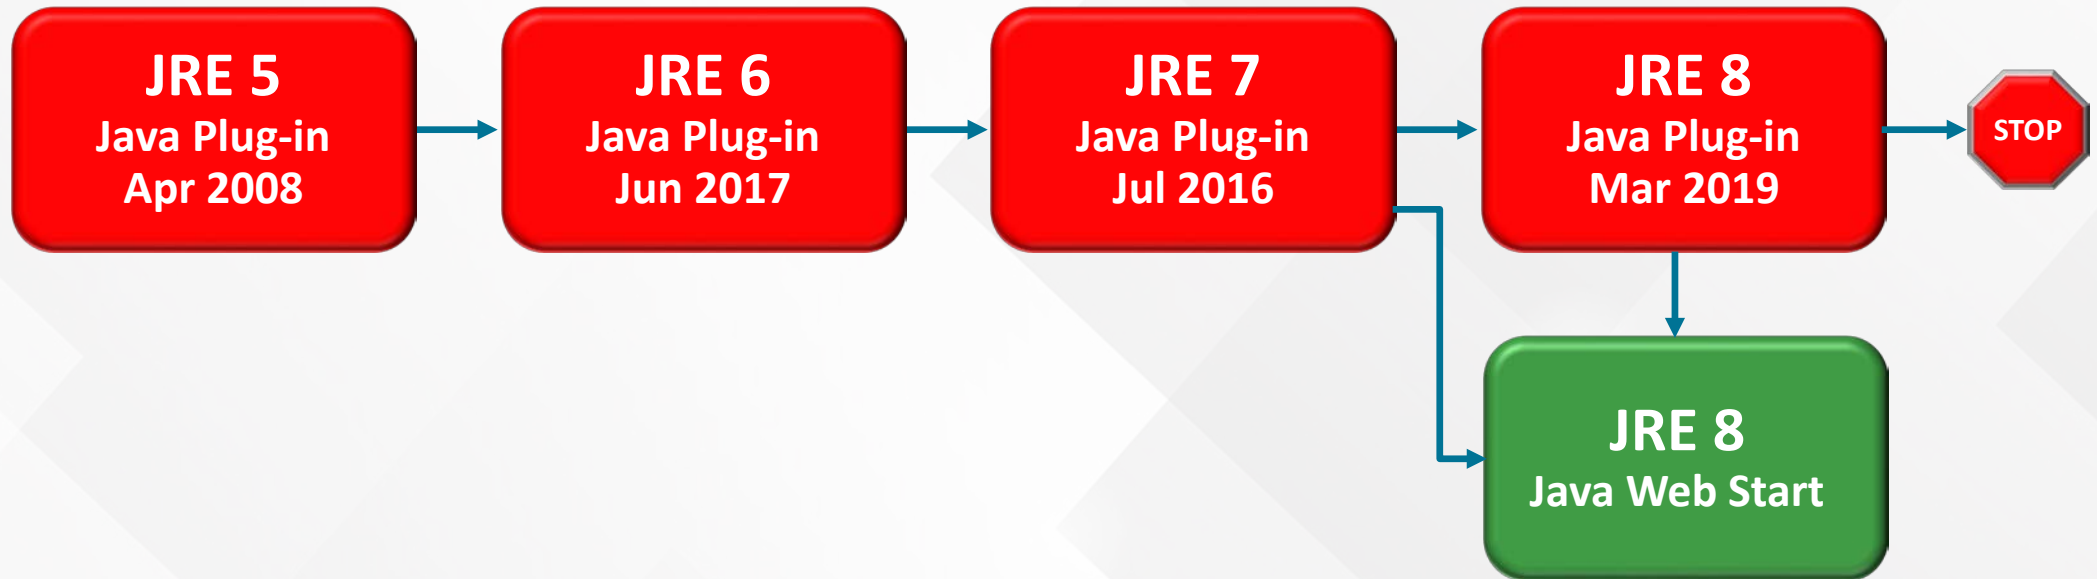 JRE 5
Java Plug-in
Apr 2008
JRE 6
Java Plug-in
Jun 2017
JRE 7
Java Plug-in
Jul 2016
JRE 8
Java Plug-in
Mar 2019
STOP
JRE 8
Java Web Start